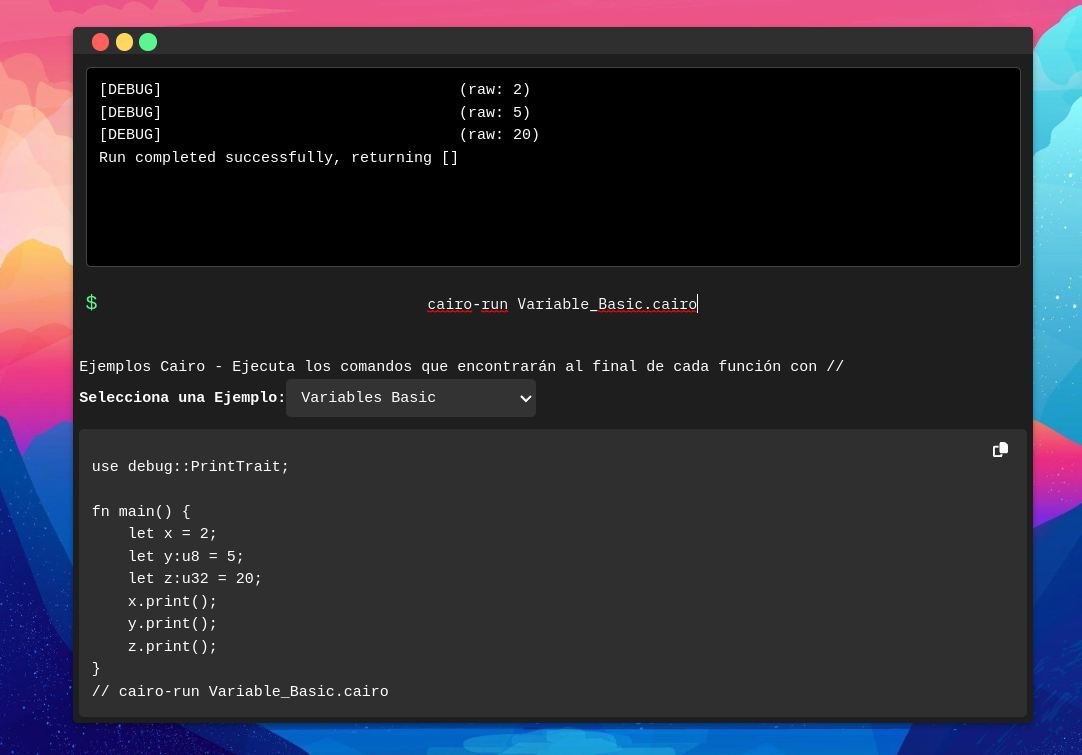 [DEBUG]                                 (raw: 2)
[DEBUG]                                 (raw: 5)
[DEBUG]                                 (raw: 20)
Run completed successfully, returning []
$ cairo-run Variable_Basic.cairo
Ejemplos Cairo - Ejecuta los comandos que encontrarán al final de cada función con //
Selecciona una Ejemplo: Variables Basic
use debug::PrintTrait;
fn main() {
    let x = 2;
    let y:u8 = 5;
    let z:u32 = 20;
    x.print();
    y.print();
    z.print();
}
// cairo-run Variable_Basic.cairo